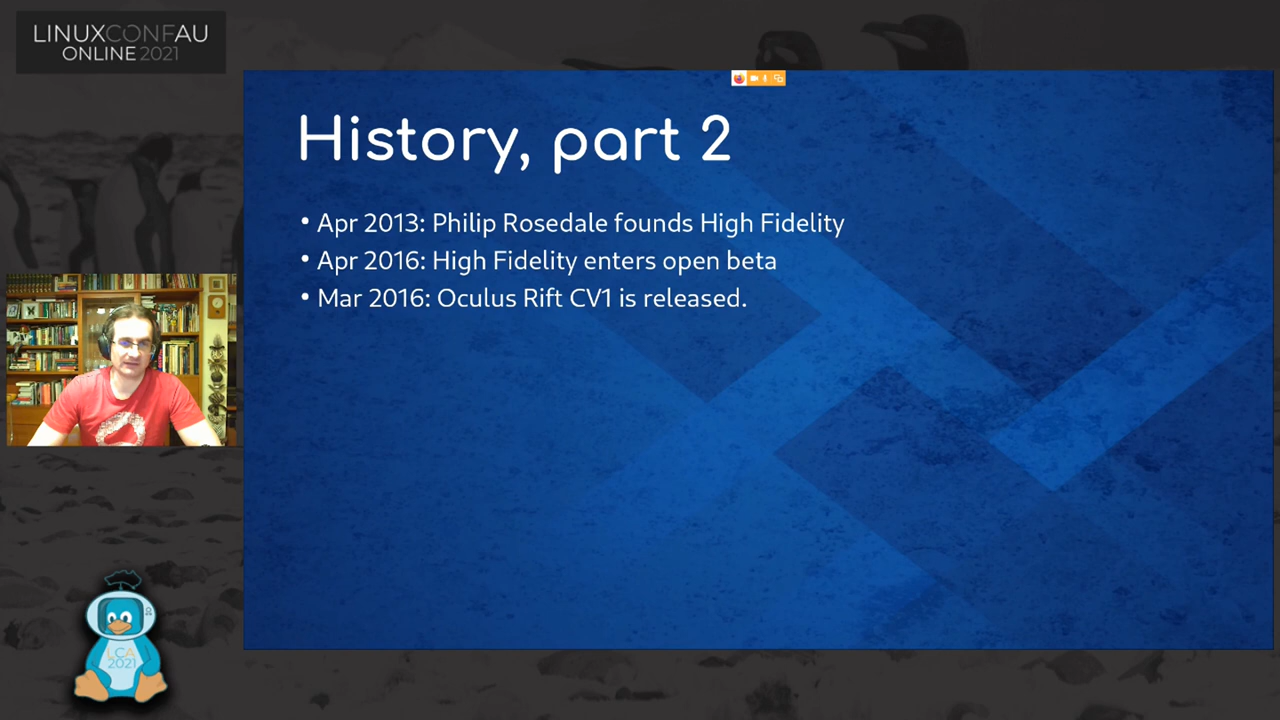 LINUXCONFAU
ONLINE 2021
History, part 2
• Apr 2013: Philip Rosedale founds High Fidelity
• Apr 2016: High Fidelity enters open beta
• Mar 2016: Oculus Rift CV1 is released.
LCA
2021